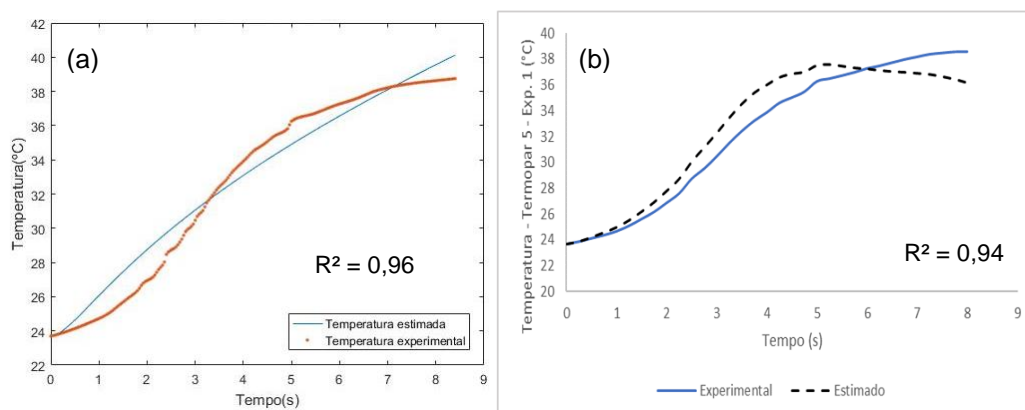 (a)
Temperatura(°C)
42
40
38
36
34
32
30
28
26
24
22
R² = 0,96
Temperatura estimada
Temperatura experimental
0 1 2 3 4 5 6 7 8 9
Tempo(s)
(b)
Temperatura - Termopar 5 - Exp. 1 (°C)
40
38
36
34
32
30
28
26
24
22
20
R² = 0,94
0 1 2 3 4 5 6 7 8 9
Tempo (s)
Experimental Estimado